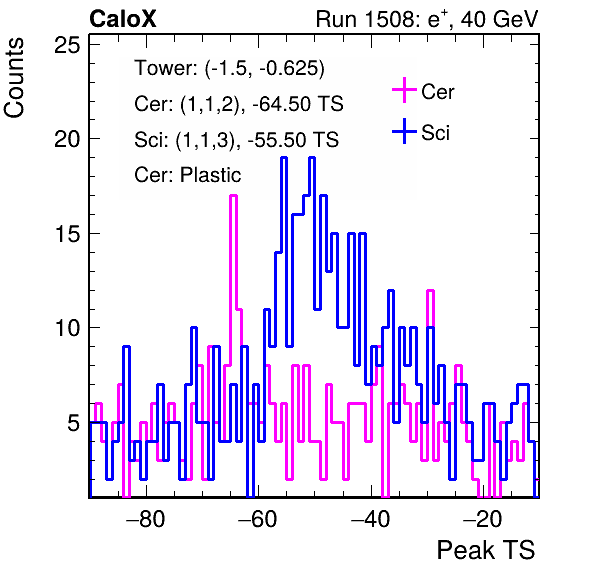 CaloX
Run 1508: e⁺, 40 GeV
Counts
25
20
15
10
5
Tower: (-1.5, -0.625)
Cer: (1,1,2), -64.50 TS
Sci: (1,1,3), -55.50 TS
Cer: Plastic
Cer
Sci
−80
−60
−40
−20
Peak TS